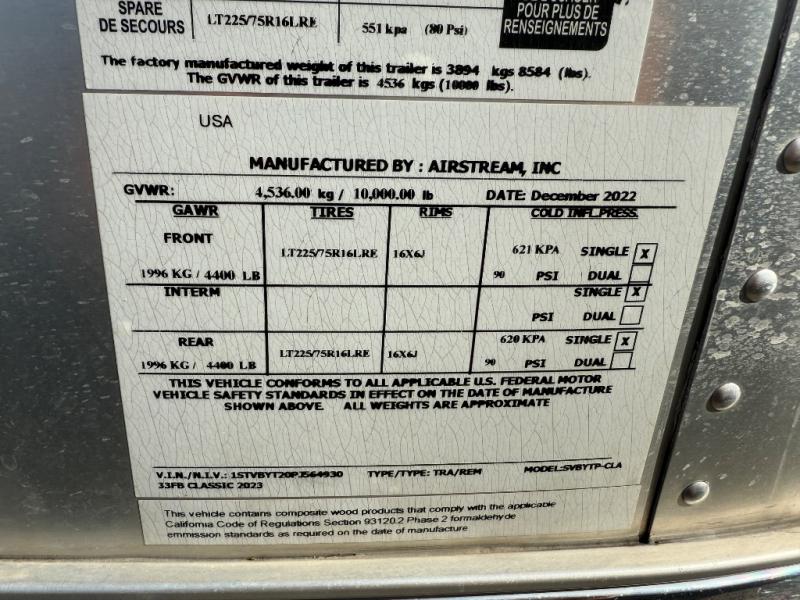 SPARE
DE SECOURS
LT225/75R16LRE
551 kpa (80 Psi)
POUR PLUS DE
RENSEIGNEMENTS
The factory manufactured weight of this trailer is 3894 kgs 8584 (lbs).
The GVWR of this trailer is 4536 kgs (10000 lbs).
USA
MANUFACTURED BY : AIRSTREAM, INC
GVWR: 4,536.00 kg / 10,000.00 lb DATE: December 2022
GAWR TIRES RIMS COLD INFL.PRESS.
FRONT LT225/75R16LRE 16X6J 621 KPA SINGLE X
1996 KG / 4400 LB 90 PSI DUAL
INTERM SINGLE X
PSI DUAL
REAR LT225/75R16LRE 16X6J 620 KPA SINGLE X
1996 KG / 4400 LB 90 PSI DUAL
THIS VEHICLE CONFORMS TO ALL APPLICABLE U.S. FEDERAL MOTOR
VEHICLE SAFETY STANDARDS IN EFFECT ON THE DATE OF MANUFACTURE
SHOWN ABOVE. ALL WEIGHTS ARE APPROXIMATE
V.I.N./N.I.V.: 1STVBYT20PJ564930 TYPE/TYPE: TRA/REM MODEL:SVBYTP-CLA
33FB CLASSIC 2023
This vehicle contains composite wood products that comply with the applicable
California Code of Regulations Section 93120.2 Phase 2 formaldehyde
emmission standards as required on the date of manufacture